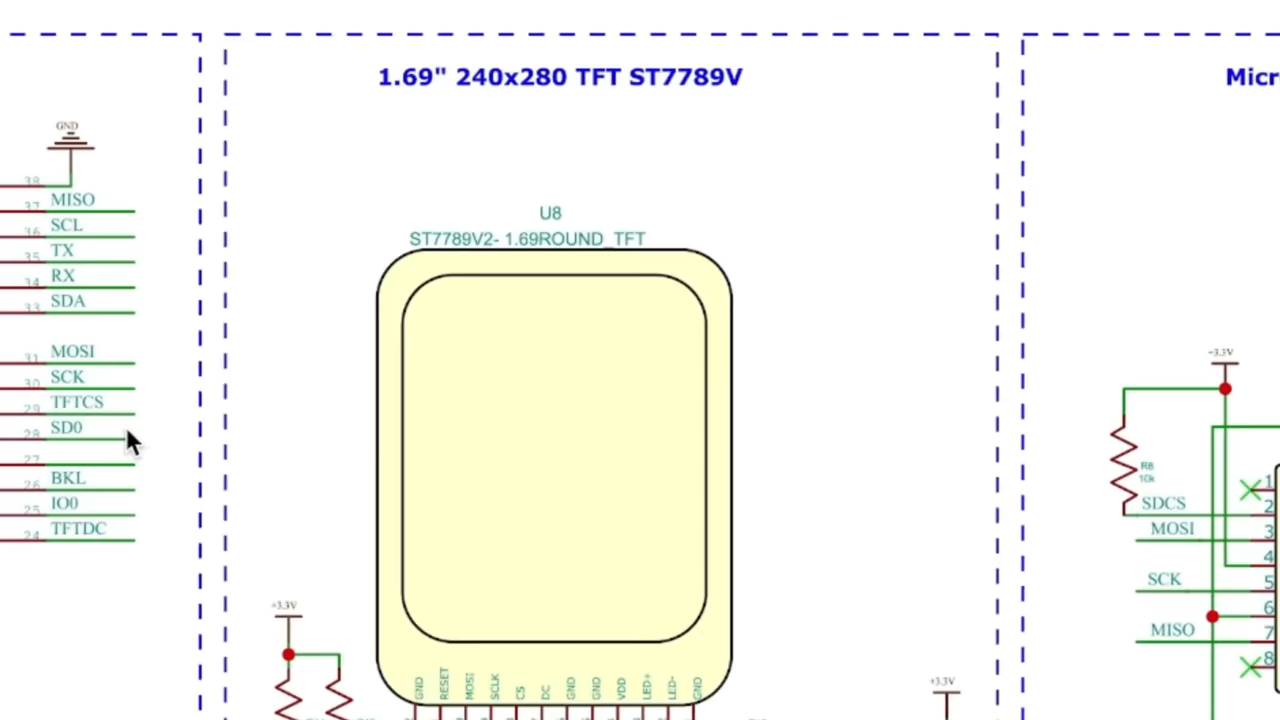 1.69" 240x280 TFT ST7789V
GND
38
37 MISO
36 SCL
35 TX
34 RX
33 SDA
31 MOSI
30 SCK
29 TFTCS
28 SD0
27
26 BKL
25 IO0
24 TFTDC
U8
ST7789V2- 1.69ROUND_TFT
+3.3V
GND
RESET
MOSI
SCLK
CS
DC
GND
GND
VDD
LED+
LED-
GND
+3.3V
+3.3V
R8
10k
SDCS
MOSI
SCK
MISO
1
2
3
4
5
6
7
8